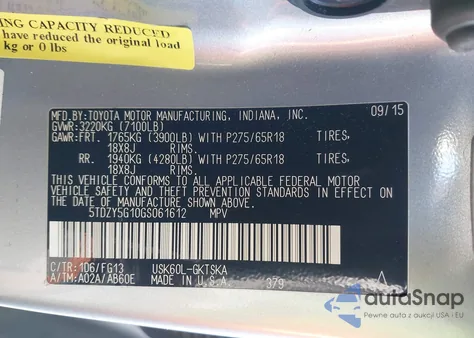 ING CAPACITY REDUCED
have reduced the original load
kg or 0 lbs
MFD.BY:TOYOTA MOTOR MANUFACTURING, INDIANA, INC. 09/15
GVWR:3220KG (7100LB)
GAWR:FRT. 1765KG (3900LB) WITH P275/65R18 TIRES,
18X8J RIMS.
RR. 1940KG (4280LB) WITH P275/65R18 TIRES,
18X8J RIMS.
THIS VEHICLE CONFORMS TO ALL APPLICABLE FEDERAL MOTOR
VEHICLE SAFETY AND BUMPER STANDARDS IN EFFECT ON THE
DATE OF MANUFACTURE SHOWN ABOVE.
5TDZY5G10GS061612 MPV
C/TR:1D6/FG13 USK60L-GKTSKA
A/TM:A02A/AB60E MADE IN U.S.A. 379 A
autaSnap
Pewne auta z aukcji USA i EU